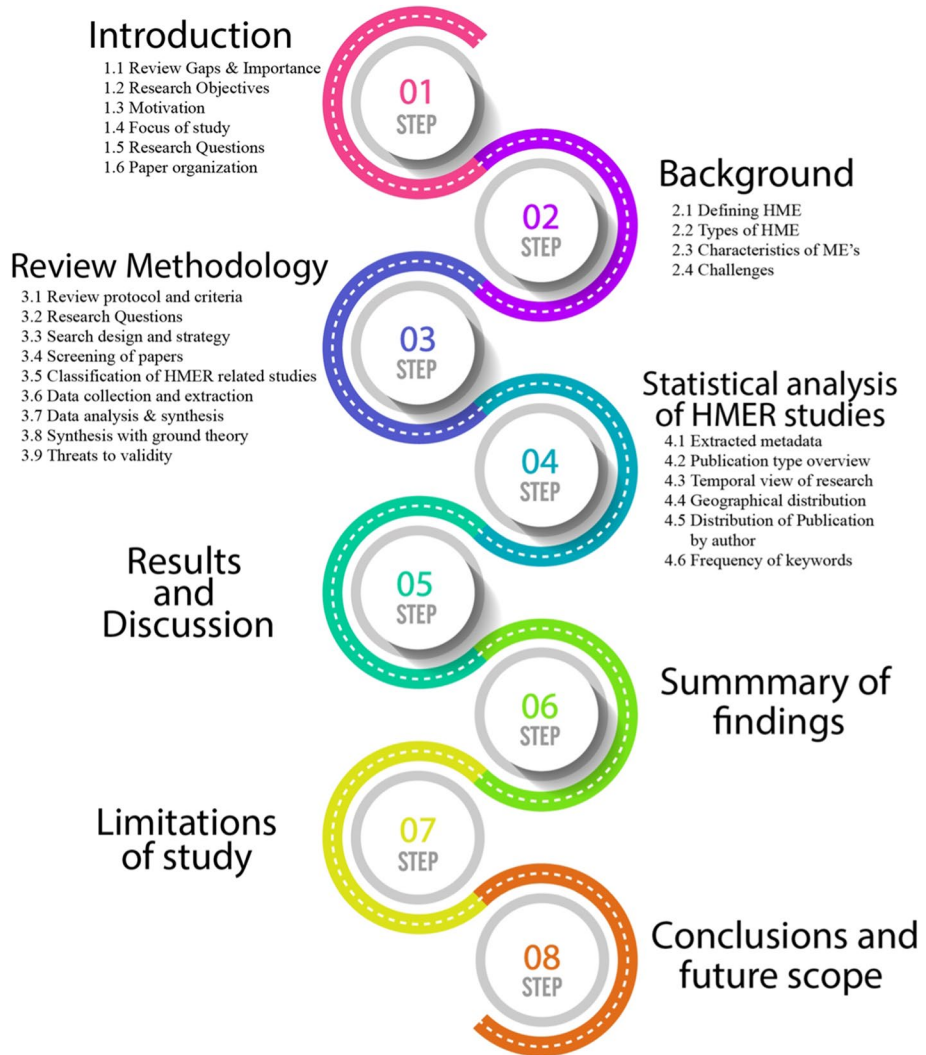 Introduction
1.1 Review Gaps & Importance
1.2 Research Objectives
1.3 Motivation
1.4 Focus of study
1.5 Research Questions
1.6 Paper organization
01
STEP
Background
2.1 Defining HME
2.2 Types of HME
2.3 Characteristics of ME's
2.4 Challenges
02
STEP
Review Methodology
3.1 Review protocol and criteria
3.2 Research Questions
3.3 Search design and strategy
3.4 Screening of papers
3.5 Classification of HMER related studies
3.6 Data collection and extraction
3.7 Data analysis & synthesis
3.8 Synthesis with ground theory
3.9 Threats to validity
03
STEP
Statistical analysis
of HMER studies
4.1 Extracted metadata
4.2 Publication type overview
4.3 Temporal view of research
4.4 Geographical distribution
4.5 Distribution of Publication
by author
4.6 Frequency of keywords
04
STEP
Results
and
Discussion
05
STEP
Summmary of
findings
06
STEP
Limitations
of study
07
STEP
Conclusions and
future scope
08
STEP